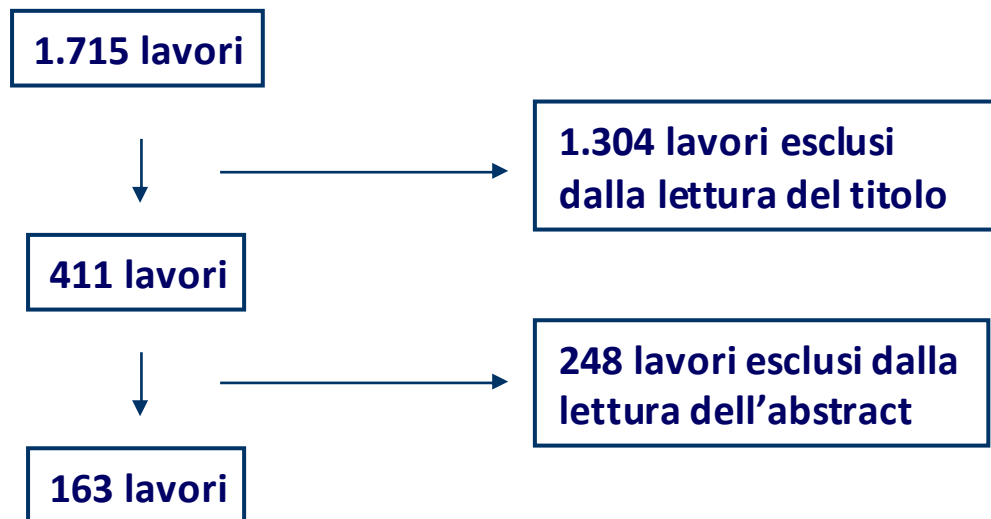 1.715 lavori
1.304 lavori esclusi
dalla lettura del titolo
411 lavori
248 lavori esclusi dalla
lettura dell’abstract
163 lavori